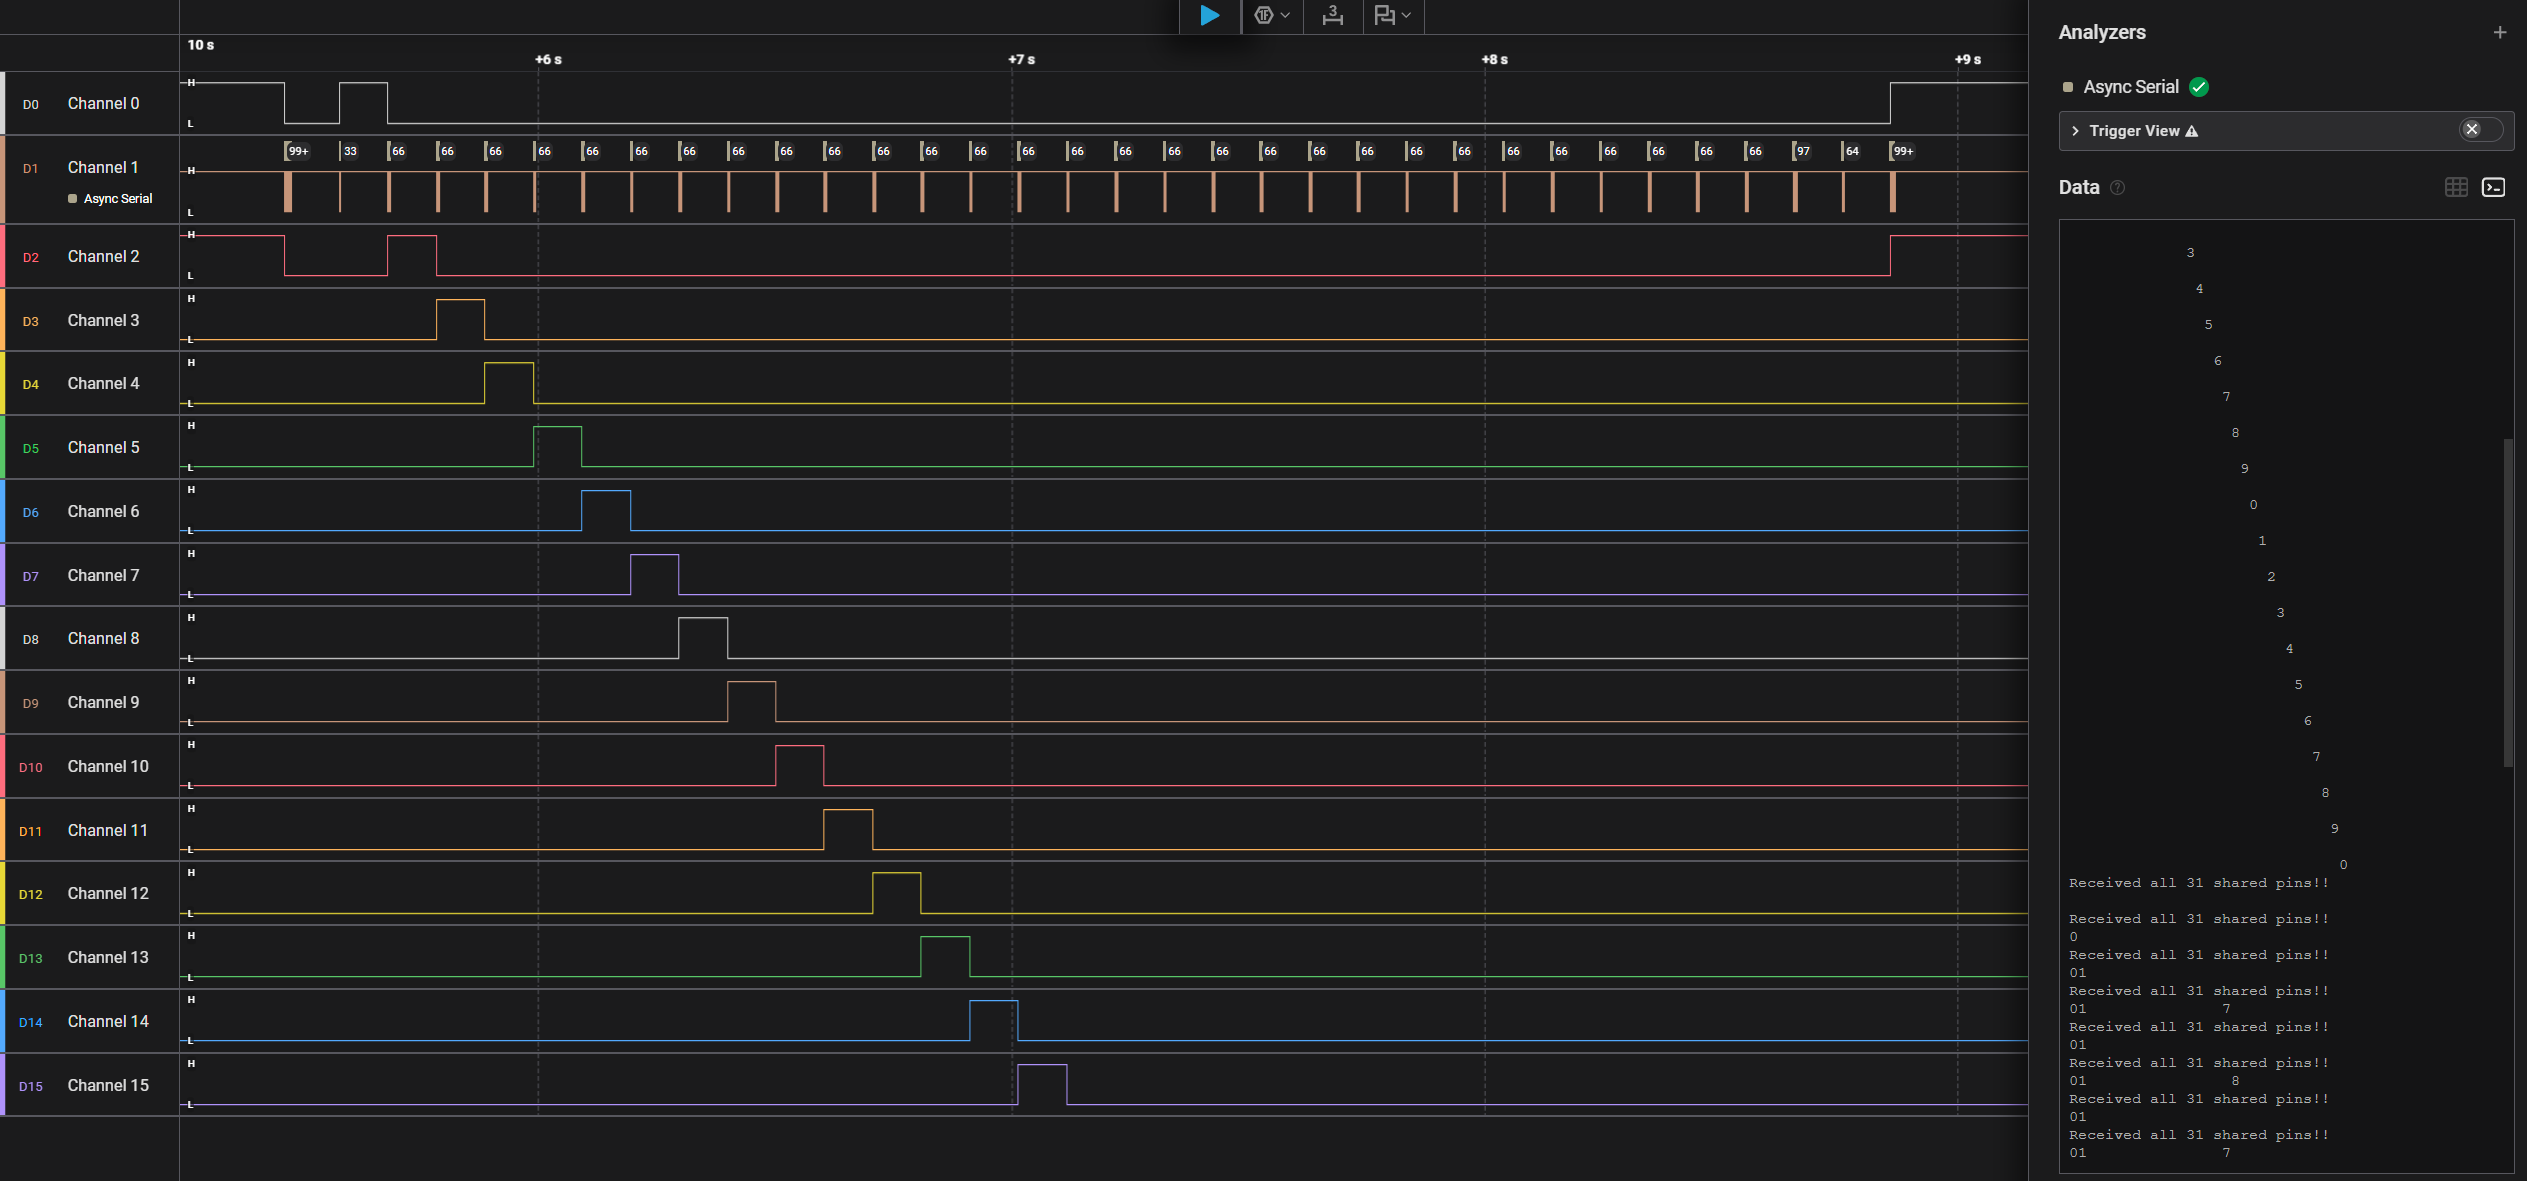 10 s
+6 s +7 s +8 s +9 s
D0 Channel 0 H L
99+ 33 66 66 66 66 66 66 66 66 66 66 66 66 66 66 66 66 66 66 66 66 66 66 66 66 66 66 66 66 66 97 64 99+
D1 Channel 1 H L
Async Serial
D2 Channel 2 H L
D3 Channel 3 H L
D4 Channel 4 H L
D5 Channel 5 H L
D6 Channel 6 H L
D7 Channel 7 H L
D8 Channel 8 H L
D9 Channel 9 H L
D10 Channel 10 H L
D11 Channel 11 H L
D12 Channel 12 H L
D13 Channel 13 H L
D14 Channel 14 H L
D15 Channel 15 H L
1F 3
Analyzers +
Async Serial
Trigger View
Data ?
3
4
5
6
7
8
9
0
1
2
3
4
5
6
7
8
9
0
Received all 31 shared pins!!
Received all 31 shared pins!!
0
Received all 31 shared pins!!
01
Received all 31 shared pins!!
01 7
Received all 31 shared pins!!
01
Received all 31 shared pins!!
01 8
Received all 31 shared pins!!
01
Received all 31 shared pins!!
01 7